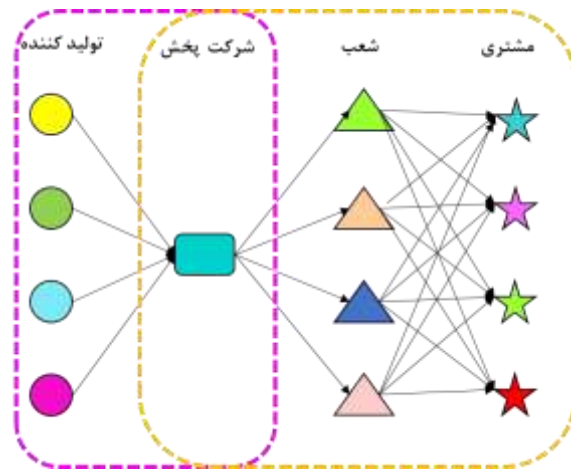 تولید کننده
شرکت پخش
شعب
مشتری